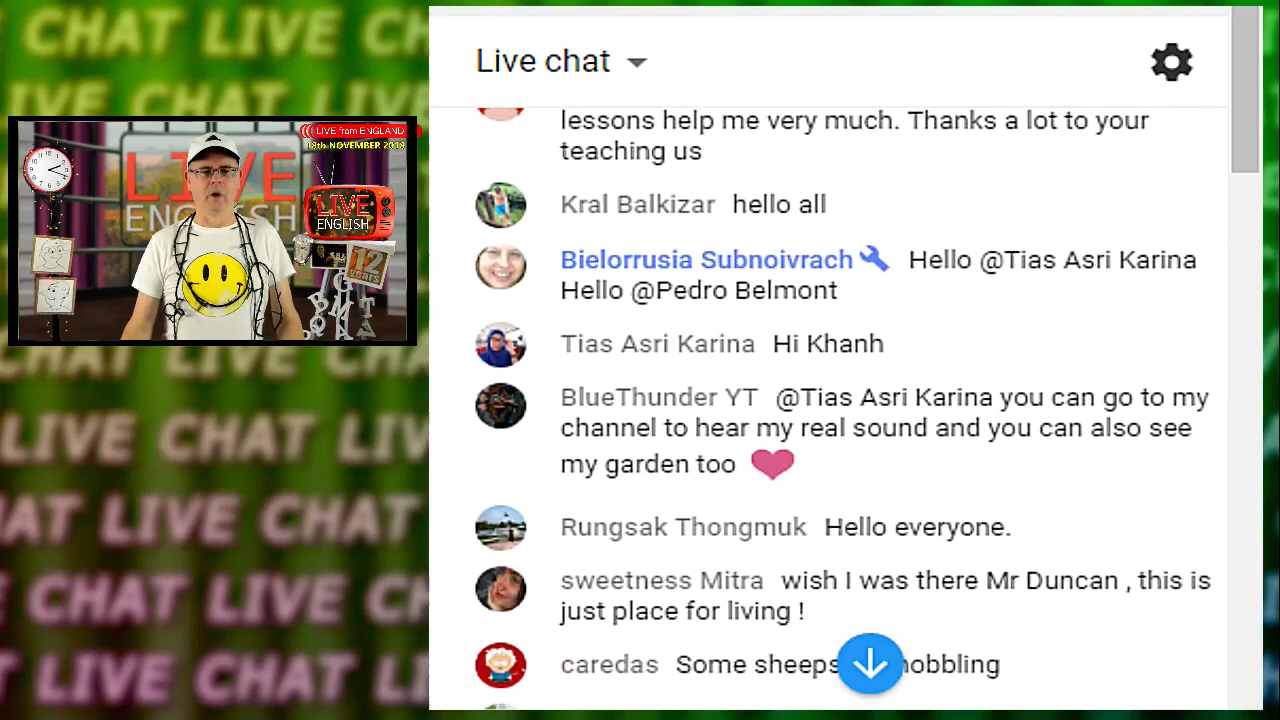 CHAT LIVE CHAT LIVE CH
LIVE CHAT LIVE CHAT
Live chat
lessons help me very much. Thanks a lot to your
teaching us
LIVE from ENGLAND
18th NOVEMBER 2018
LIVE
ENGLISH
LIVE
ENGLISH
12
years
Kral Balkizar hello all
Bielorrusia Subnoivrach Hello @Tias Asri Karina
Hello @Pedro Belmont
Tias Asri Karina Hi Khanh
BlueThunder YT @Tias Asri Karina you can go to my
channel to hear my real sound and you can also see
my garden too
CHAT LIVE CHA
LIVE CHAT LIV
HAT LIVE CHAT
Rungsak Thongmuk Hello everyone.
sweetness Mitra wish I was there Mr Duncan , this is
just place for living !
E CHAT LIVE CH
caredas Some sheeps hobbling
T LIVE CHAT LI